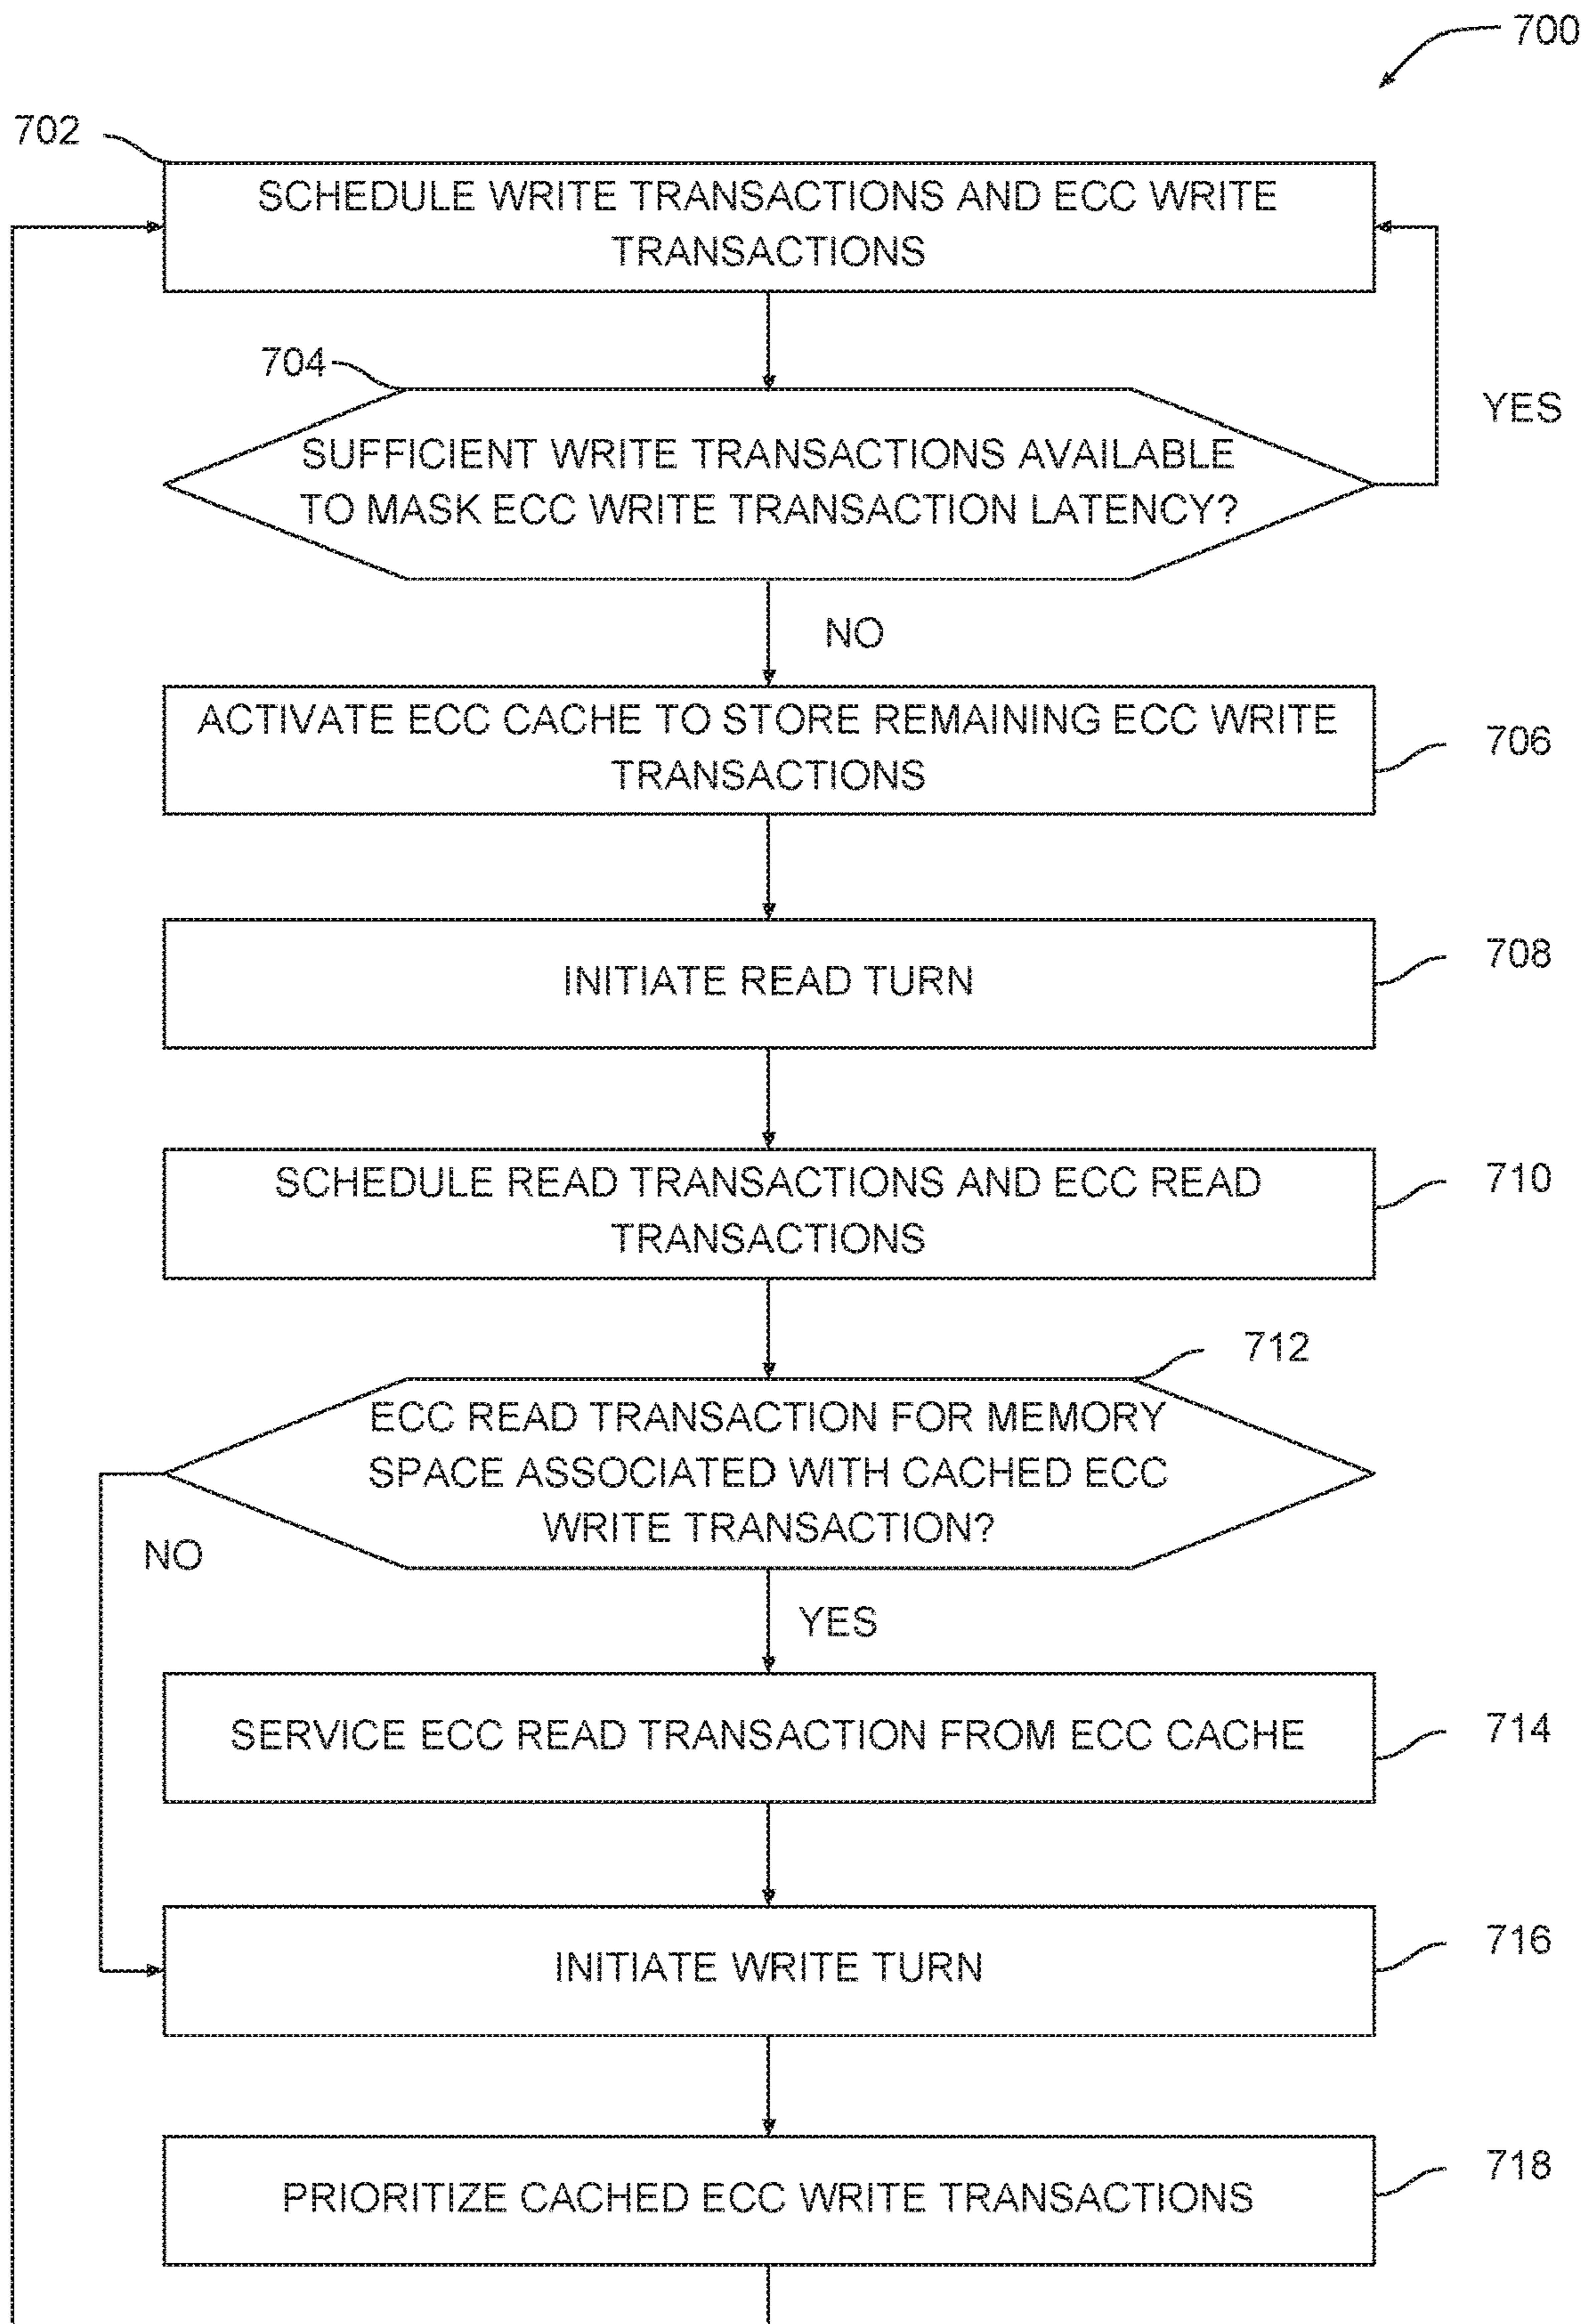 700
702
SCHEDULE WRITE TRANSACTIONS AND ECC WRITE
TRANSACTIONS
704
YES
SUFFICIENT WRITE TRANSACTIONS AVAILABLE
TO MASK ECC WRITE TRANSACTION LATENCY?
NO
ACTIVATE ECC CACHE TO STORE REMAINING ECC WRITE
TRANSACTIONS
706
INITIATE READ TURN
708
SCHEDULE READ TRANSACTIONS AND ECC READ
TRANSACTIONS
710
712
ECC READ TRANSACTION FOR MEMORY
SPACE ASSOCIATED WITH CACHED ECC
WRITE TRANSACTION?
NO
YES
SERVICE ECC READ TRANSACTION FROM ECC CACHE
714
INITIATE WRITE TURN
716
PRIORITIZE CACHED ECC WRITE TRANSACTIONS
718